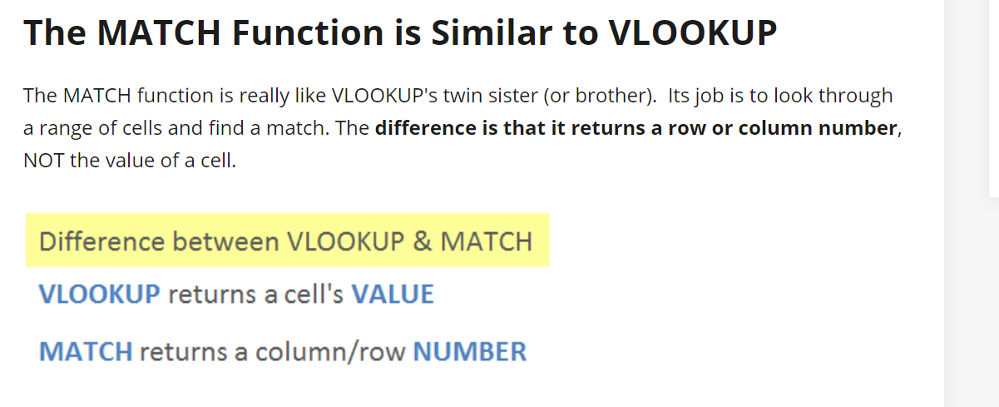 The MATCH Function is Similar to VLOOKUP
The MATCH function is really like VLOOKUP's twin sister (or brother).  Its job is to look through
a range of cells and find a match. The difference is that it returns a row or column number,
NOT the value of a cell.
Difference between VLOOKUP & MATCH
VLOOKUP returns a cell's VALUE
MATCH returns a column/row NUMBER